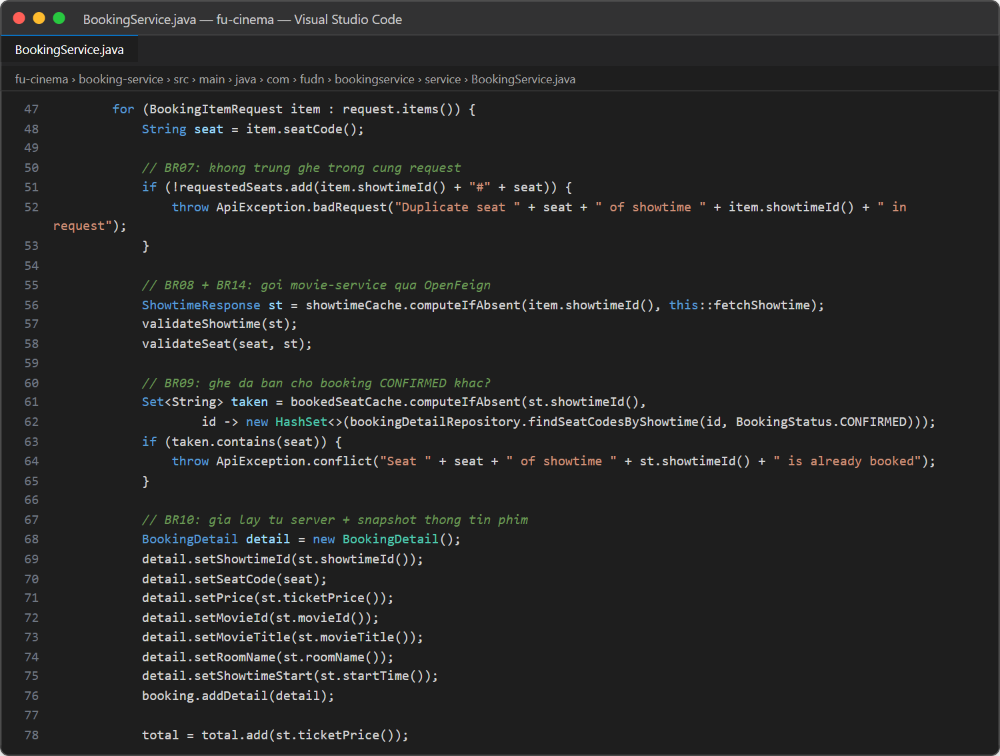 BookingService.java — fu-cinema — Visual Studio Code
BookingService.java
fu-cinema › booking-service › src › main › java › com › fudn › bookingservice › service › BookingService.java
47 for (BookingItemRequest item : request.items()) {
48 String seat = item.seatCode();
49
50 // BR07: khong trung ghe trong cung request
51 if (!requestedSeats.add(item.showtimeId() + "#" + seat)) {
52 throw ApiException.badRequest("Duplicate seat " + seat + " of showtime " + item.showtimeId() + " in
request");
53 }
54
55 // BR08 + BR14: goi movie-service qua OpenFeign
56 ShowtimeResponse st = showtimeCache.computeIfAbsent(item.showtimeId(), this::fetchShowtime);
57 validateShowtime(st);
58 validateSeat(seat, st);
59
60 // BR09: ghe da ban cho booking CONFIRMED khac?
61 Set<String> taken = bookedSeatCache.computeIfAbsent(st.showtimeId(),
62 id -> new HashSet<>(bookingDetailRepository.findSeatCodesByShowtime(id, BookingStatus.CONFIRMED)));
63 if (taken.contains(seat)) {
64 throw ApiException.conflict("Seat " + seat + " of showtime " + st.showtimeId() + " is already booked");
65 }
66
67 // BR10: gia lay tu server + snapshot thong tin phim
68 BookingDetail detail = new BookingDetail();
69 detail.setShowtimeId(st.showtimeId());
70 detail.setSeatCode(seat);
71 detail.setPrice(st.ticketPrice());
72 detail.setMovieId(st.movieId());
73 detail.setMovieTitle(st.movieTitle());
74 detail.setRoomName(st.roomName());
75 detail.setShowtimeStart(st.startTime());
76 booking.addDetail(detail);
77
78 total = total.add(st.ticketPrice());